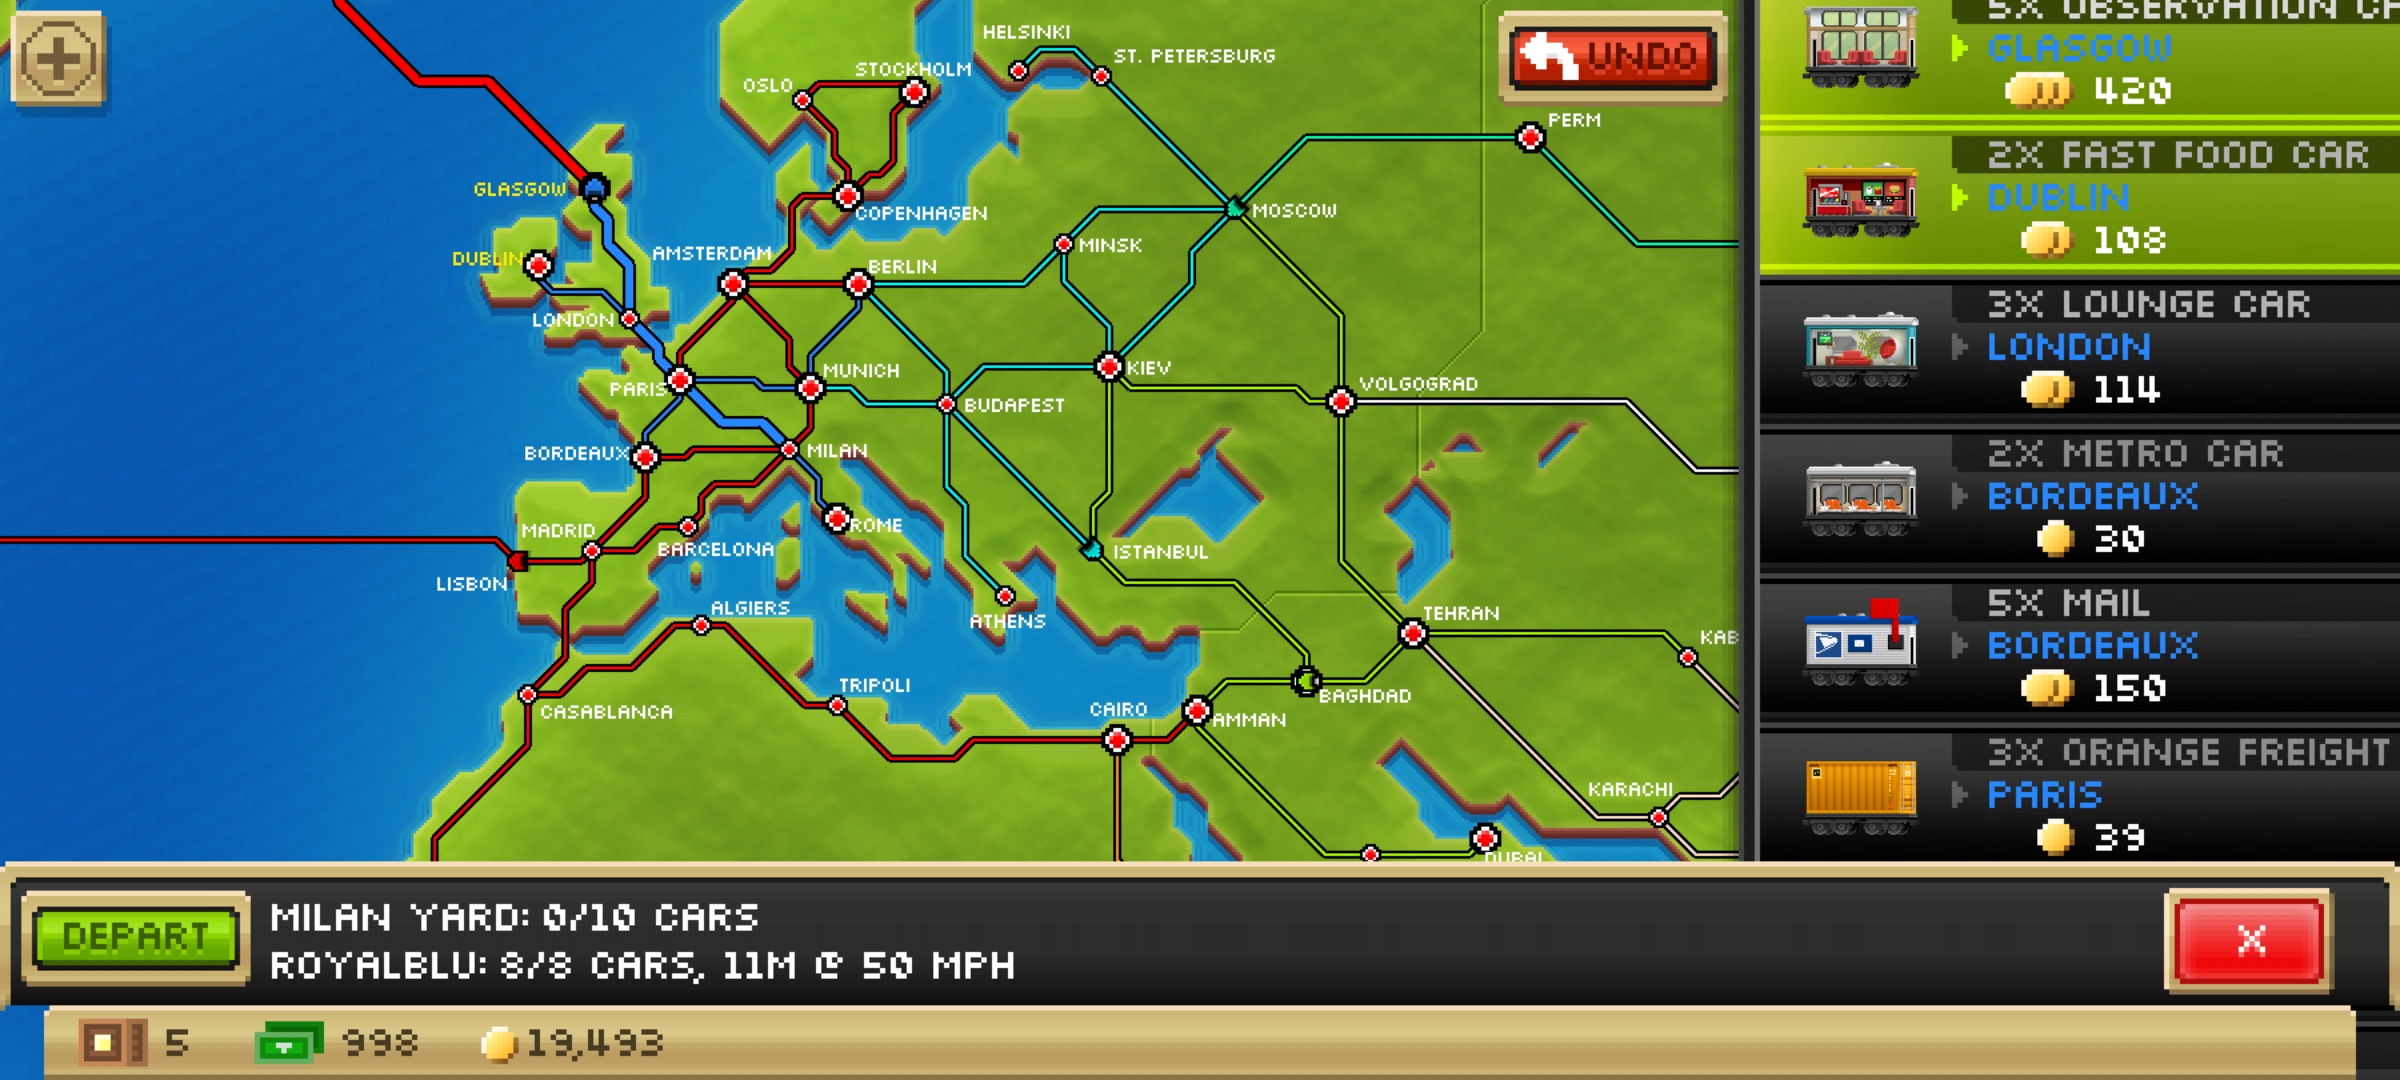 HELSINKI
ST. PETERSBURG
UNDO
STOCKHOLM
OSLO
PERM
GLASGOW
COPENHAGEN
MOSCOW
MINSK
DUBLIN
AMSTERDAM
BERLIN
LONDON
MUNICH
KIEV
PARIS
VOLGOGRAD
BUDAPEST
BORDEAUX
MILAN
MADRID
ROME
BARCELONA
ISTANBUL
LISBON
ALGIERS
ATHENS
TEHRAN
KAB
TRIPOLI
CASABLANCA
CAIRO
AMMAN
BAGHDAD
KARACHI
DUBAI
5X OBSERVATION CA
GLASGOW
420
2X FAST FOOD CAR
DUBLIN
108
3X LOUNGE CAR
LONDON
114
2X METRO CAR
BORDEAUX
30
5X MAIL
BORDEAUX
150
3X ORANGE FREIGHT
PARIS
39
DEPART
MILAN YARD: 0/10 CARS
ROYALBLU: 8/8 CARS, 11M @ 50 MPH
X
5
998
19,493